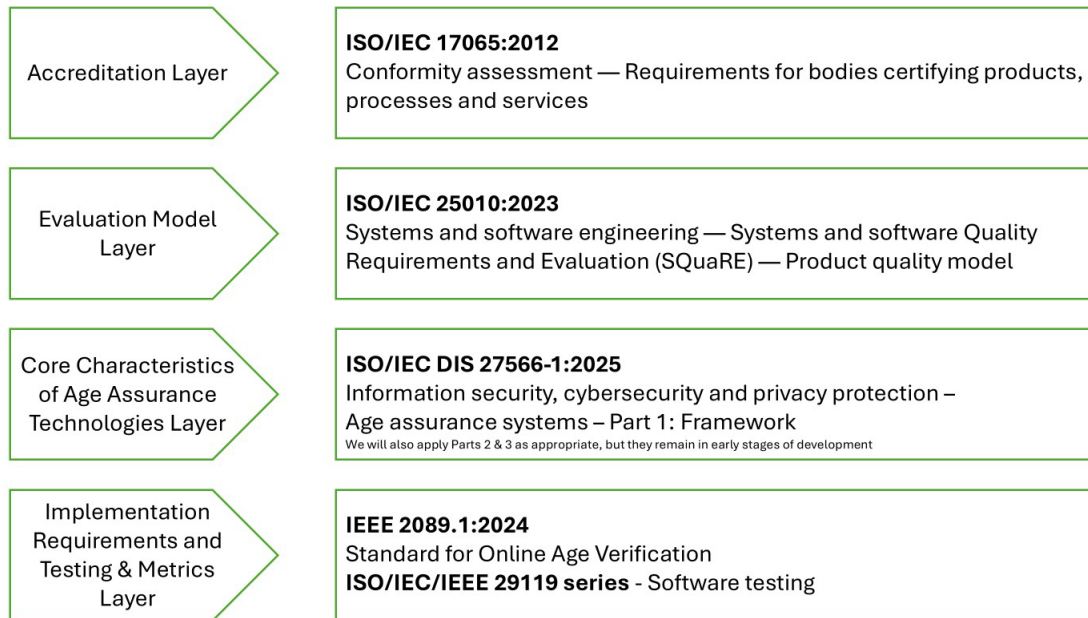 Accreditation Layer
ISO/IEC 17065:2012
Conformity assessment — Requirements for bodies certifying products,
processes and services
Evaluation Model
Layer
ISO/IEC 25010:2023
Systems and software engineering — Systems and software Quality
Requirements and Evaluation (SQuaRE) — Product quality model
Core Characteristics
of Age Assurance
Technologies Layer
ISO/IEC DIS 27566-1:2025
Information security, cybersecurity and privacy protection –
Age assurance systems – Part 1: Framework
We will also apply Parts 2 & 3 as appropriate, but they remain in early stages of development
Implementation
Requirements and
Testing & Metrics
Layer
IEEE 2089.1:2024
Standard for Online Age Verification
ISO/IEC/IEEE 29119 series - Software testing